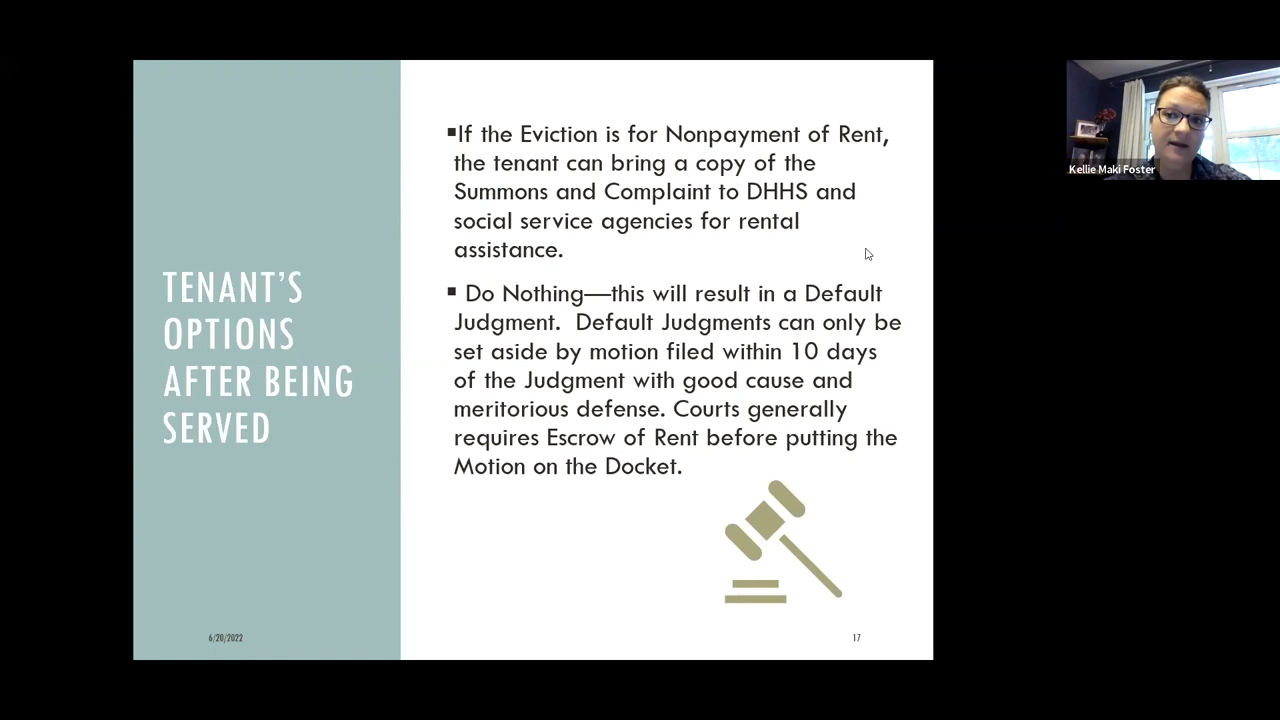 TENANT'S
OPTIONS
AFTER BEING
SERVED
▪If the Eviction is for Nonpayment of Rent,
the tenant can bring a copy of the
Summons and Complaint to DHHS and
social service agencies for rental
assistance.
▪ Do Nothing—this will result in a Default
Judgment.  Default Judgments can only be
set aside by motion filed within 10 days
of the Judgment with good cause and
meritorious defense. Courts generally
requires Escrow of Rent before putting the
Motion on the Docket.
6/20/2022
17
Kellie Maki Foster